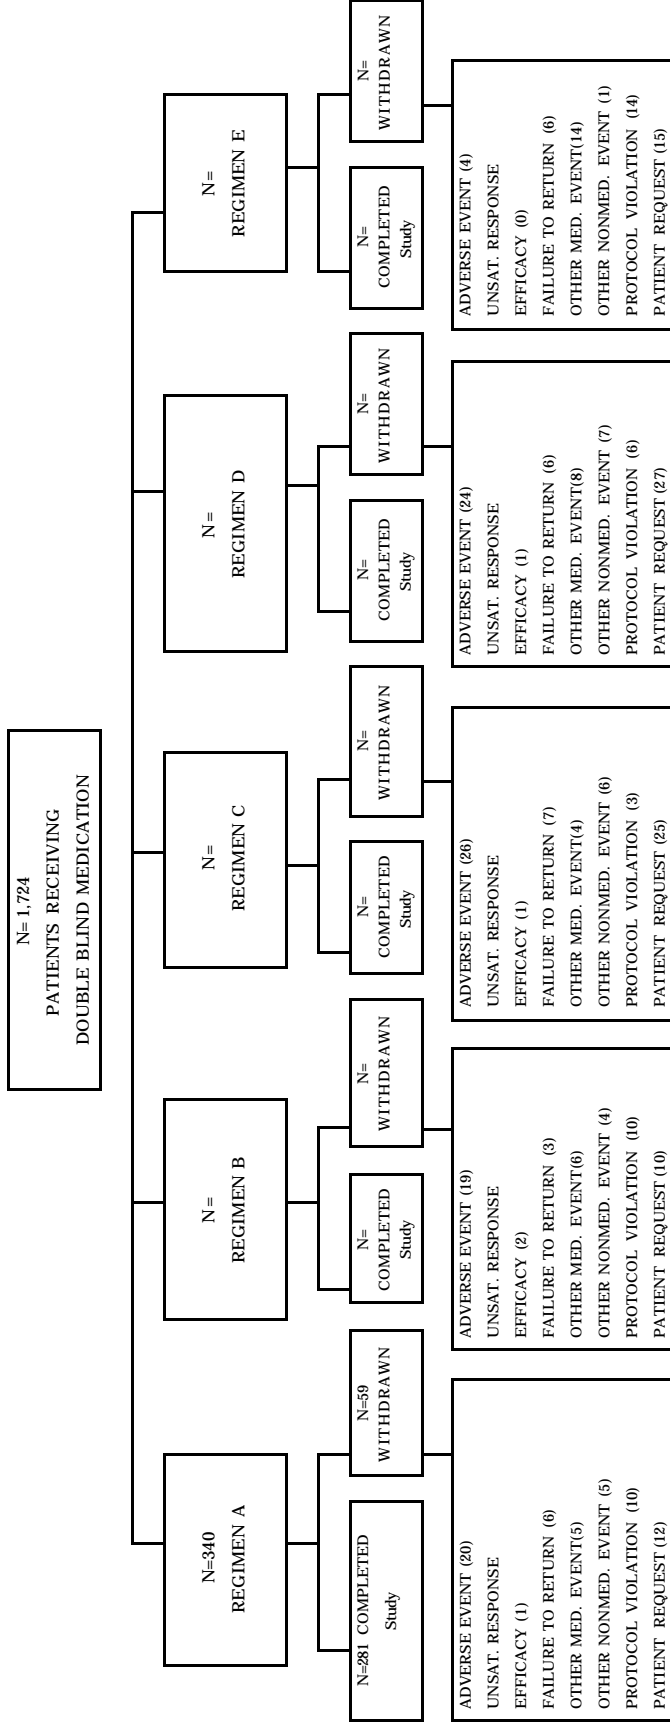 N= 1,724
PATIENTS RECEIVING
DOUBLE BLIND MEDICATION
N=340
REGIMEN A
N=
REGIMEN B
N=
REGIMEN C
N=
REGIMEN D
N=
REGIMEN E
N=281 COMPLETED
Study
N=59
WITHDRAWN
N=
COMPLETED
Study
N=
WITHDRAWN
N=
COMPLETED
Study
N=
WITHDRAWN
N=
COMPLETED
Study
N=
WITHDRAWN
N=
COMPLETED
Study
N=
WITHDRAWN
ADVERSE EVENT (20)
UNSAT. RESPONSE
EFFICACY (1)
FAILURE TO RETURN (6)
OTHER MED. EVENT(5)
OTHER NONMED. EVENT (5)
PROTOCOL VIOLATION (10)
PATIENT REQUEST (12)
ADVERSE EVENT (19)
UNSAT. RESPONSE
EFFICACY (2)
FAILURE TO RETURN (3)
OTHER MED. EVENT(6)
OTHER NONMED. EVENT (4)
PROTOCOL VIOLATION (10)
PATIENT REQUEST (10)
ADVERSE EVENT (26)
UNSAT. RESPONSE
EFFICACY (1)
FAILURE TO RETURN (7)
OTHER MED. EVENT(4)
OTHER NONMED. EVENT (6)
PROTOCOL VIOLATION (3)
PATIENT REQUEST (25)
ADVERSE EVENT (24)
UNSAT. RESPONSE
EFFICACY (1)
FAILURE TO RETURN (6)
OTHER MED. EVENT(8)
OTHER NONMED. EVENT (7)
PROTOCOL VIOLATION (6)
PATIENT REQUEST (27)
ADVERSE EVENT (4)
UNSAT. RESPONSE
EFFICACY (0)
FAILURE TO RETURN (6)
OTHER MED. EVENT(14)
OTHER NONMED. EVENT (1)
PROTOCOL VIOLATION (14)
PATIENT REQUEST (15)